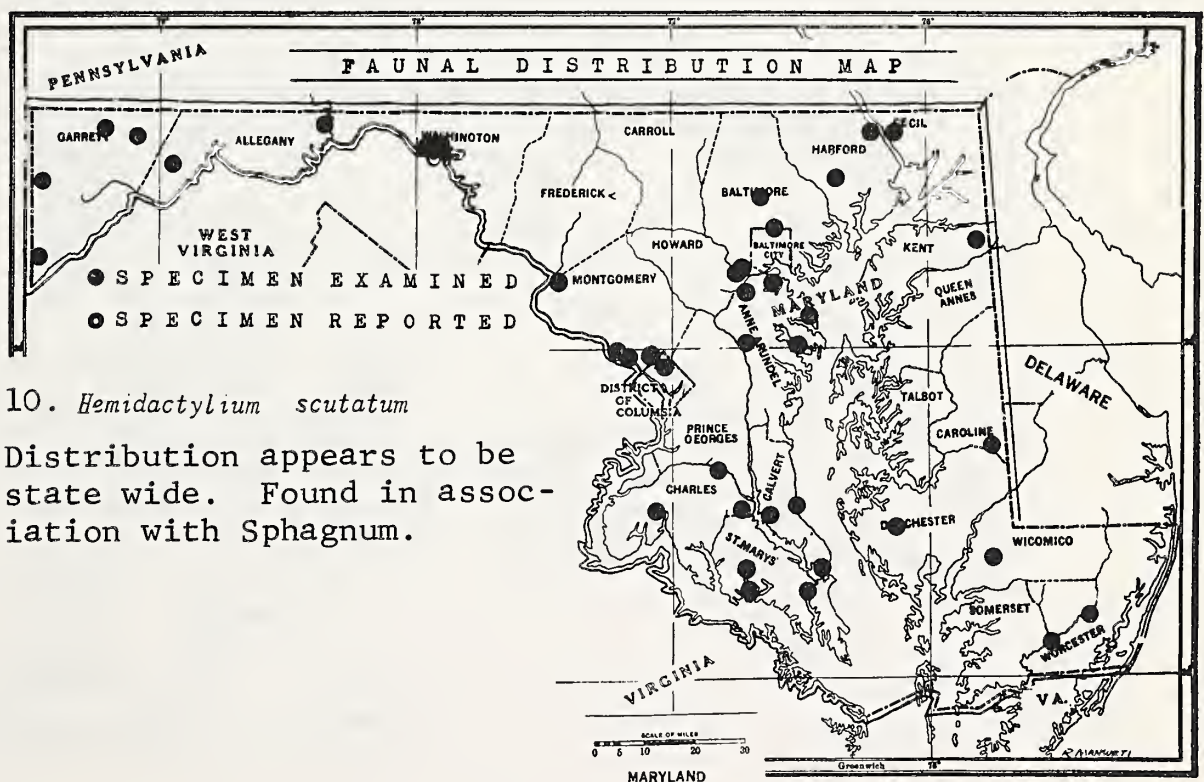 PENNSYLVANIA
FAUNAL DISTRIBUTION MAP
GARRETT
ALLEGANY
CARROLL
CECIL
HARFORD
FREDERICK
BALTIMORE
WEST
VIRGINIA
HOWARD
BALTIMORE
CITY
KENT
SPECIMEN EXAMINED
MONTGOMERY
MARYLAND
QUEEN
ANNES
SPECIMEN REPORTED
ANNE ARUNDEL
DELAWARE
DISTRICT
OF
COLUMBIA
TALBOT
10. Hemidactylium scutatum
CAROLINE
PRINCE
GEORGES
Distribution appears to be
state wide. Found in assoc-
iation with Sphagnum.
CHARLES
CALVERT
DORCHESTER
WICOMICO
ST. MARYS
SOMERSET
WORCESTER
VIRGINIA
VA.
SCALE OF MILES
0 5 10 20 30
MARYLAND
Greenwich